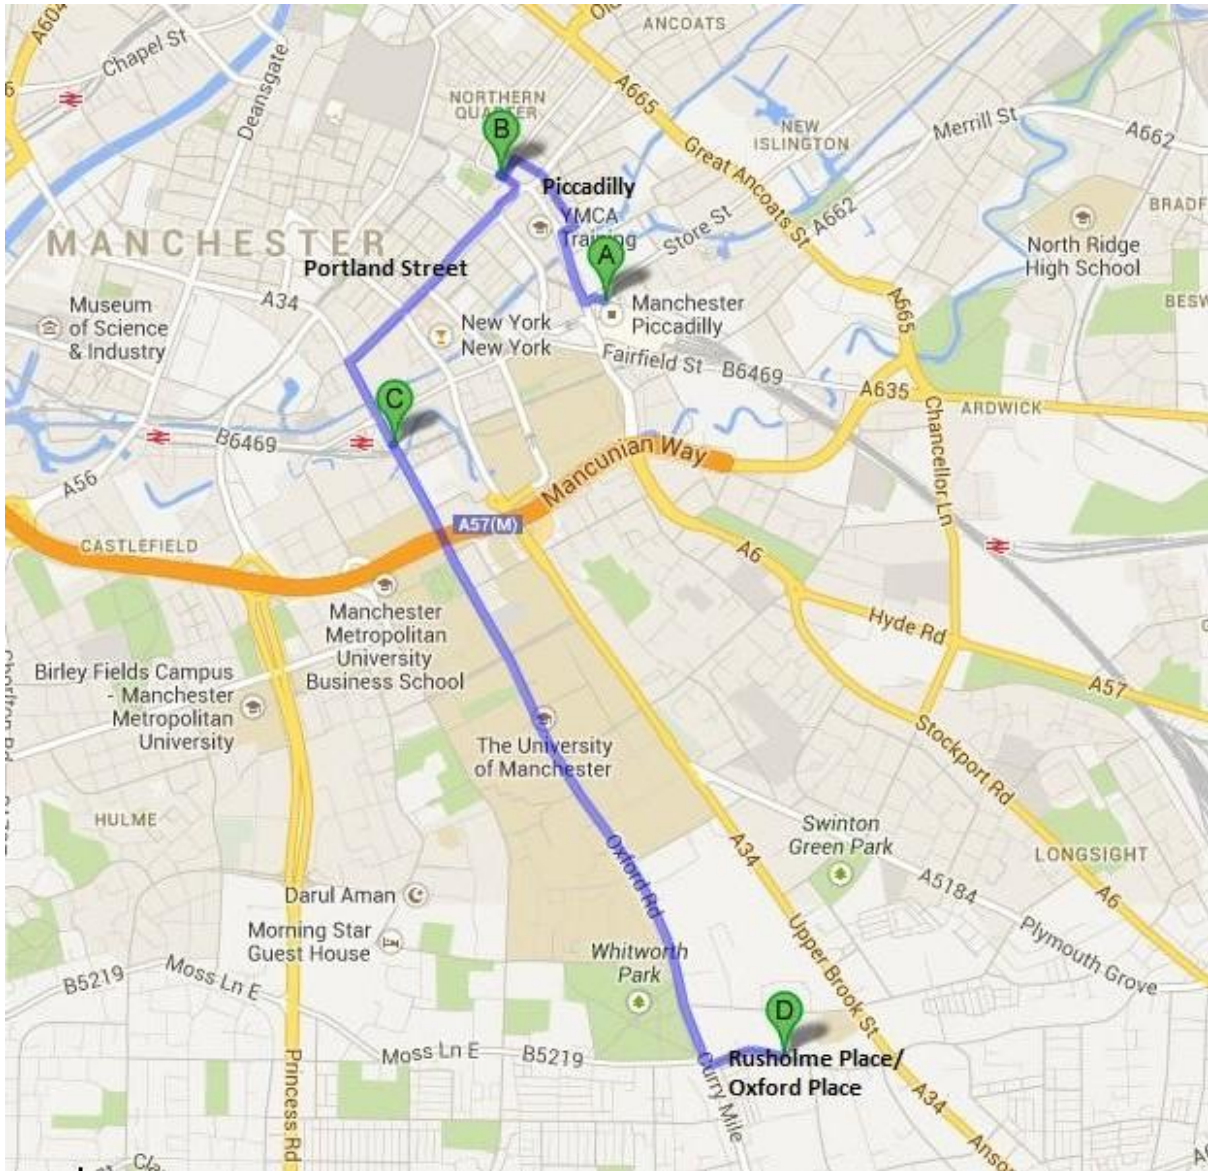 A604
Chapel St
Deansgate
6
Old
ANCOATS
A665
NORTHERN
QUARTER
B
NEW
ISLINGTON
Merrill St
A662
Great Ancoats St
Piccadilly
YMCA
Training
Store St
A662
BRADF
North Ridge
High School
MANCHESTER
Portland Street
A
A34
Museum
of Science
& Industry
New York
New York
Manchester
Piccadilly
A665
BESW
Fairfield St
B6469
A635
ARDWICK
C
B6469
A56
Mancunian Way
Chancellor Ln
A57(M)
CASTLEFIELD
A6
Manchester
Metropolitan
University
Business School
Hyde Rd
Birley Fields Campus
- Manchester
Metropolitan
University
A57
The University
of Manchester
Stockport Rd
HULME
Swinton
Green Park
A34
LONGSIGHT
Oxford Rd
A5184
A6
Darul Aman
Morning Star
Guest House
Plymouth Grove
Whitworth
Park
Upper Brook St
B5219
Moss Ln E
D
Moss Ln E
B5219
Rusholme Place/
Oxford Place
Curry Mile
Princess Rd
A34
Anso